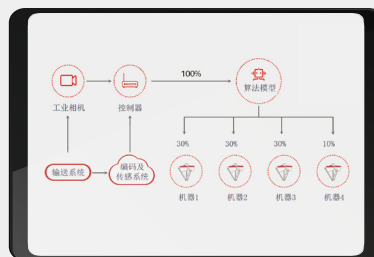 100%
工业相机
控制器
算法模型
30%
30%
30%
10%
输送系统
编码及
传感系统
机器1
机器2
机器3
机器4